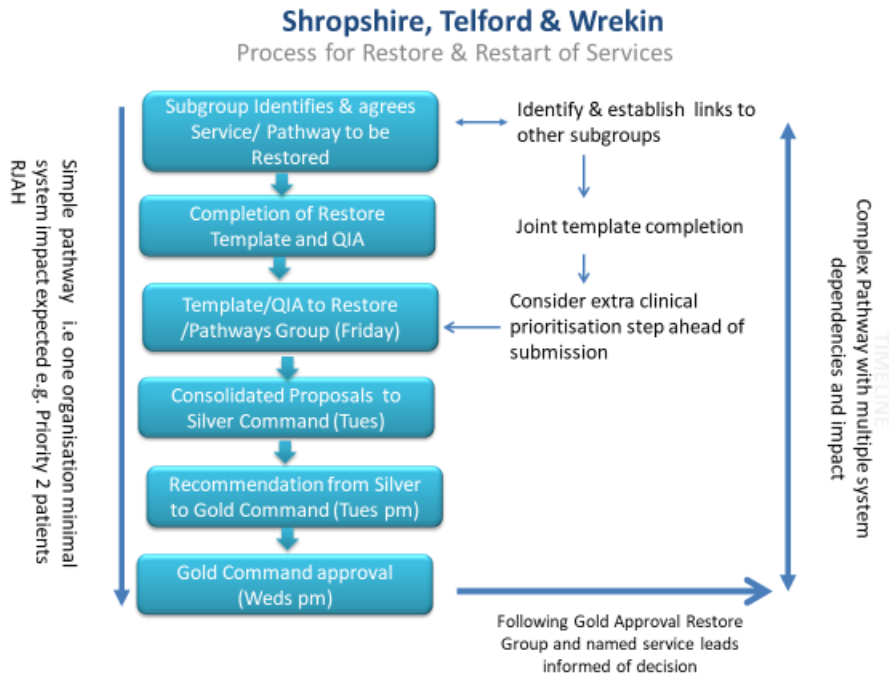 Shropshire, Telford & Wrekin
Process for Restore & Restart of Services
Subgroup Identifies & agrees
Service/ Pathway to be
Restored
Completion of Restore
Template and QIA
Template/QIA to Restore
/Pathways Group (Friday)
Consolidated Proposals to
Silver Command (Tues)
Recommendation from Silver
to Gold Command (Tues pm)
Gold Command approval
(Weds pm)
Identify & establish links to
other subgroups
Joint template completion
Consider extra clinical
prioritisation step ahead of
submission
Following Gold Approval Restore
Group and named service leads
informed of decision
Simple pathway i.e one organisation minimal
system impact expected e.g. Priority 2 patients
RJAH
Complex Pathway with multiple system
dependencies and impact
TIMELINE